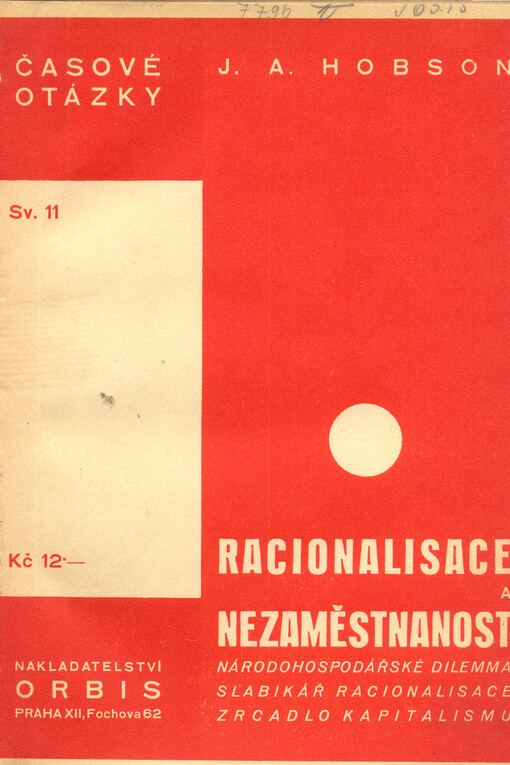 7796
ČASOVÉ
OTÁZKY
J. A. HOBSON
Sv. 11
Kč 12·—
RACIONALISACE
A
NEZAMĚSTNANOST
NÁRODOHOSPODÁŘSKÉ DILEMMA
SLABIKÁŘ RACIONALISACE
ZRCADLO KAPITALISMU
NAKLADATELSTVÍ
ORBIS
PRAHA XII, Fochova 62